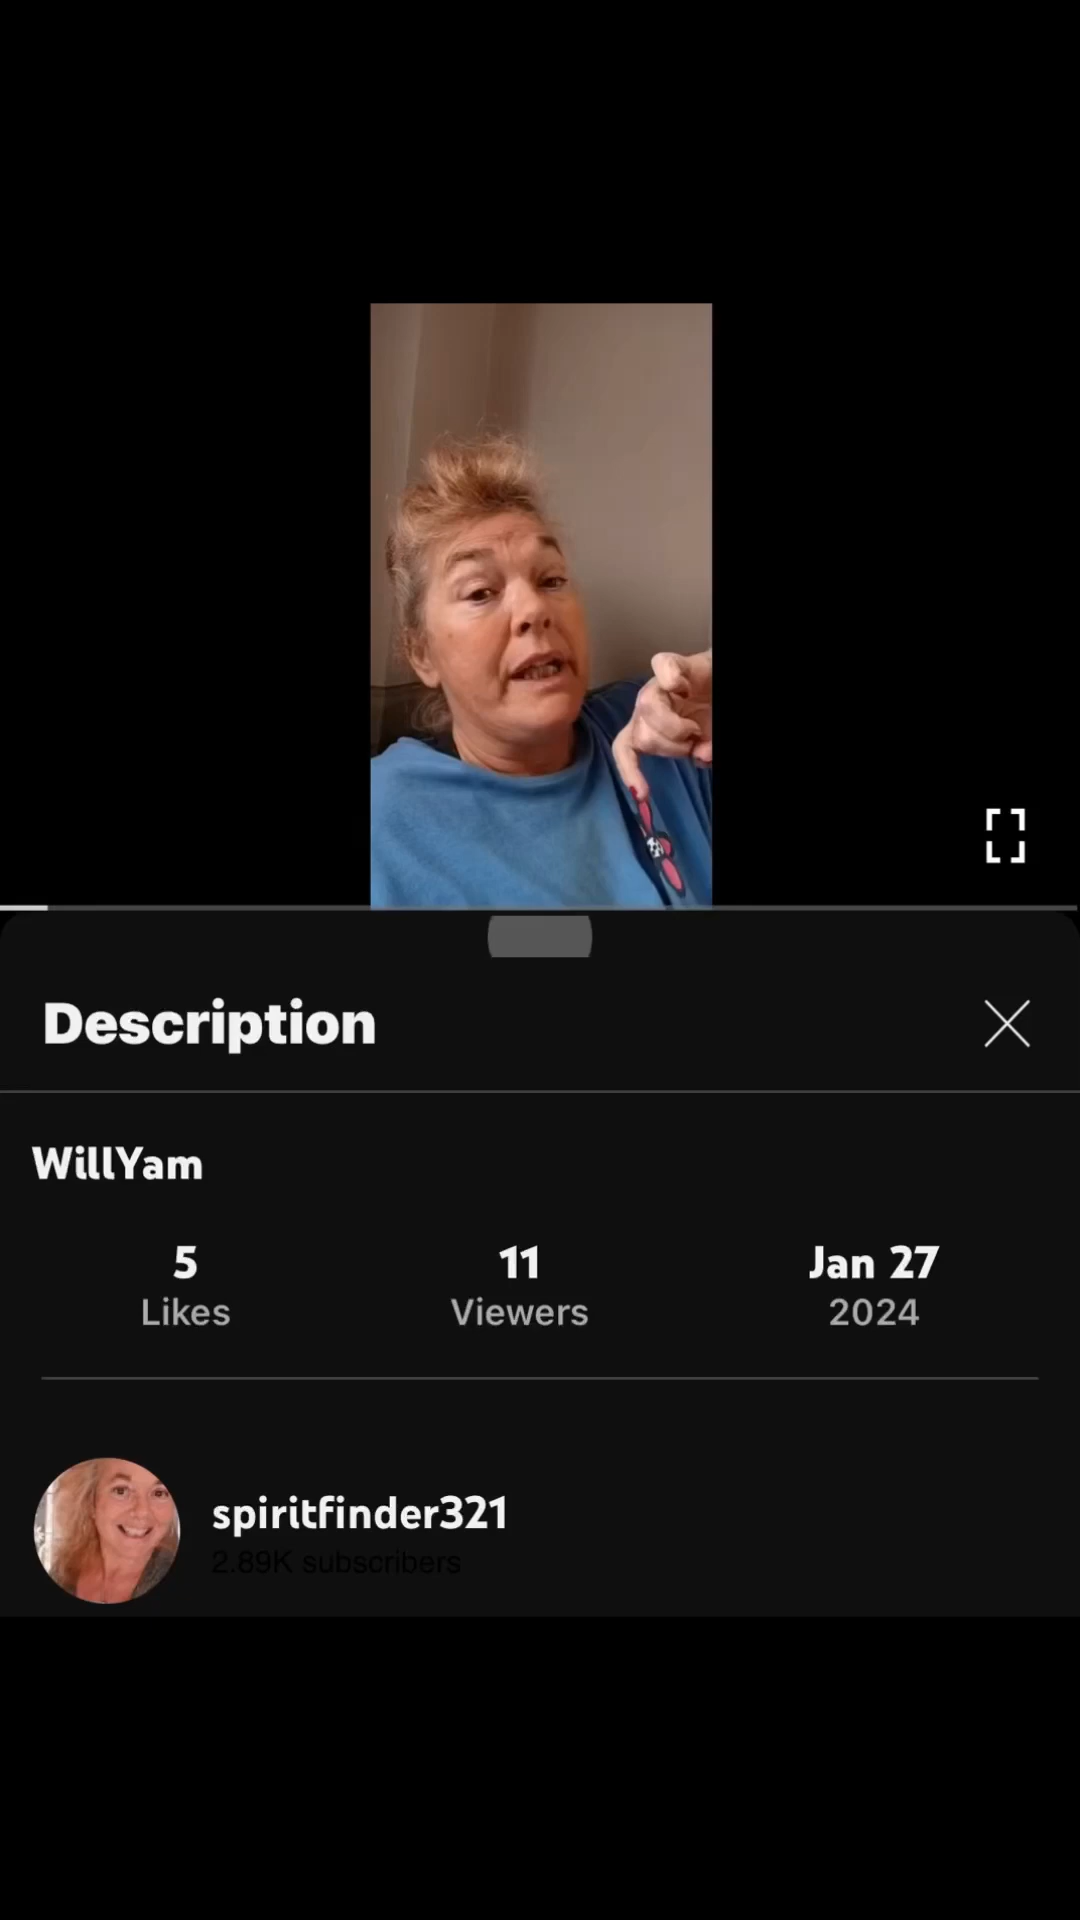 Description
WillYam
5
Likes
11
Viewers
Jan 27
2024
spiritfinder321
2.89K subscribers